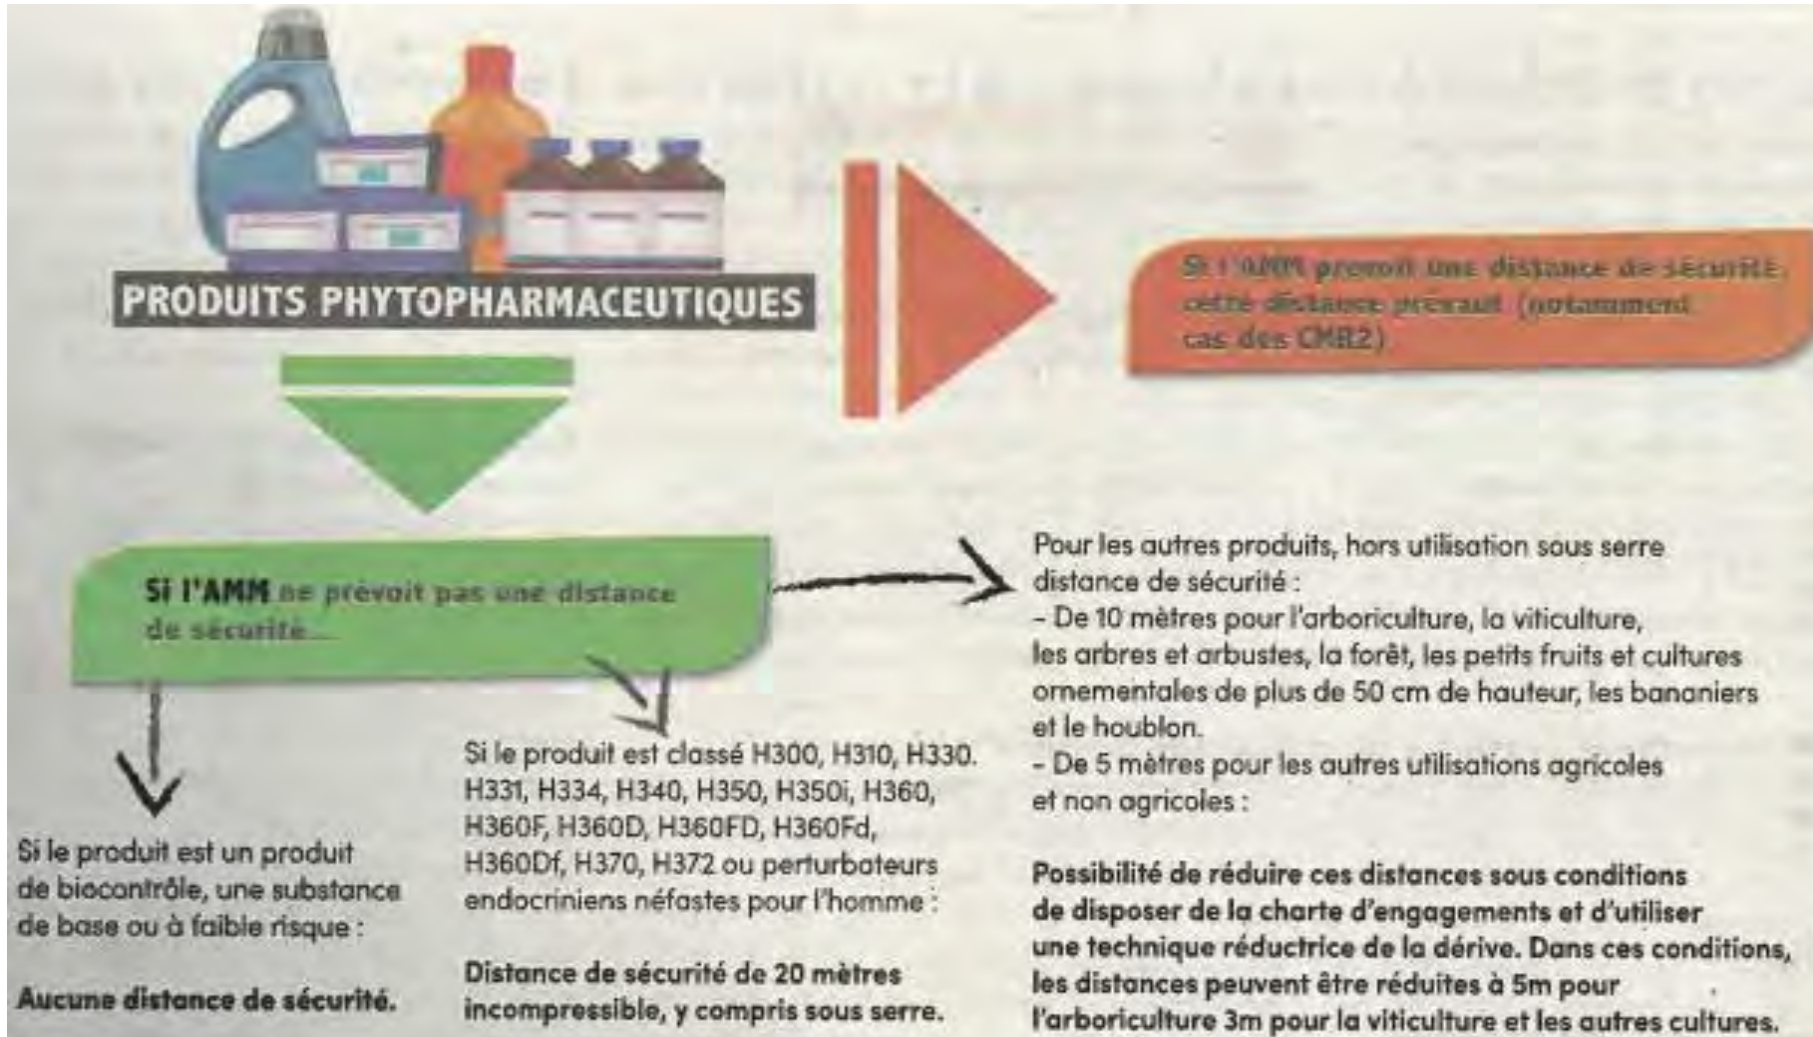 PRODUITS PHYTOPHARMACEUTIQUES
Si l'AMM prévoit une distance de sécurité,
cette distance prévaut (notamment
cas des CMR2)
Si l'AMM ne prévoit pas une distance
de sécurité...
Si le produit est un produit
de biocontrôle, une substance
de base ou à faible risque :
Aucune distance de sécurité.
Si le produit est classé H300, H310, H330.
H331, H334, H340, H350, H350i, H360,
H360F, H360D, H360FD, H360Fd,
H360Df, H370, H372 ou perturbateurs
endocriniens néfastes pour l'homme :
Distance de sécurité de 20 mètres
incompressible, y compris sous serre.
Pour les autres produits, hors utilisation sous serre
distance de sécurité :
- De 10 mètres pour l'arboriculture, la viticulture,
les arbres et arbustes, la forêt, les petits fruits et cultures
ornementales de plus de 50 cm de hauteur, les bananiers
et le houblon.
- De 5 mètres pour les autres utilisations agricoles
et non agricoles :
Possibilité de réduire ces distances sous conditions
de disposer de la charte d'engagements et d'utiliser
une technique réductrice de la dérive. Dans ces conditions,
les distances peuvent être réduites à 5m pour
l'arboriculture 3m pour la viticulture et les autres cultures.